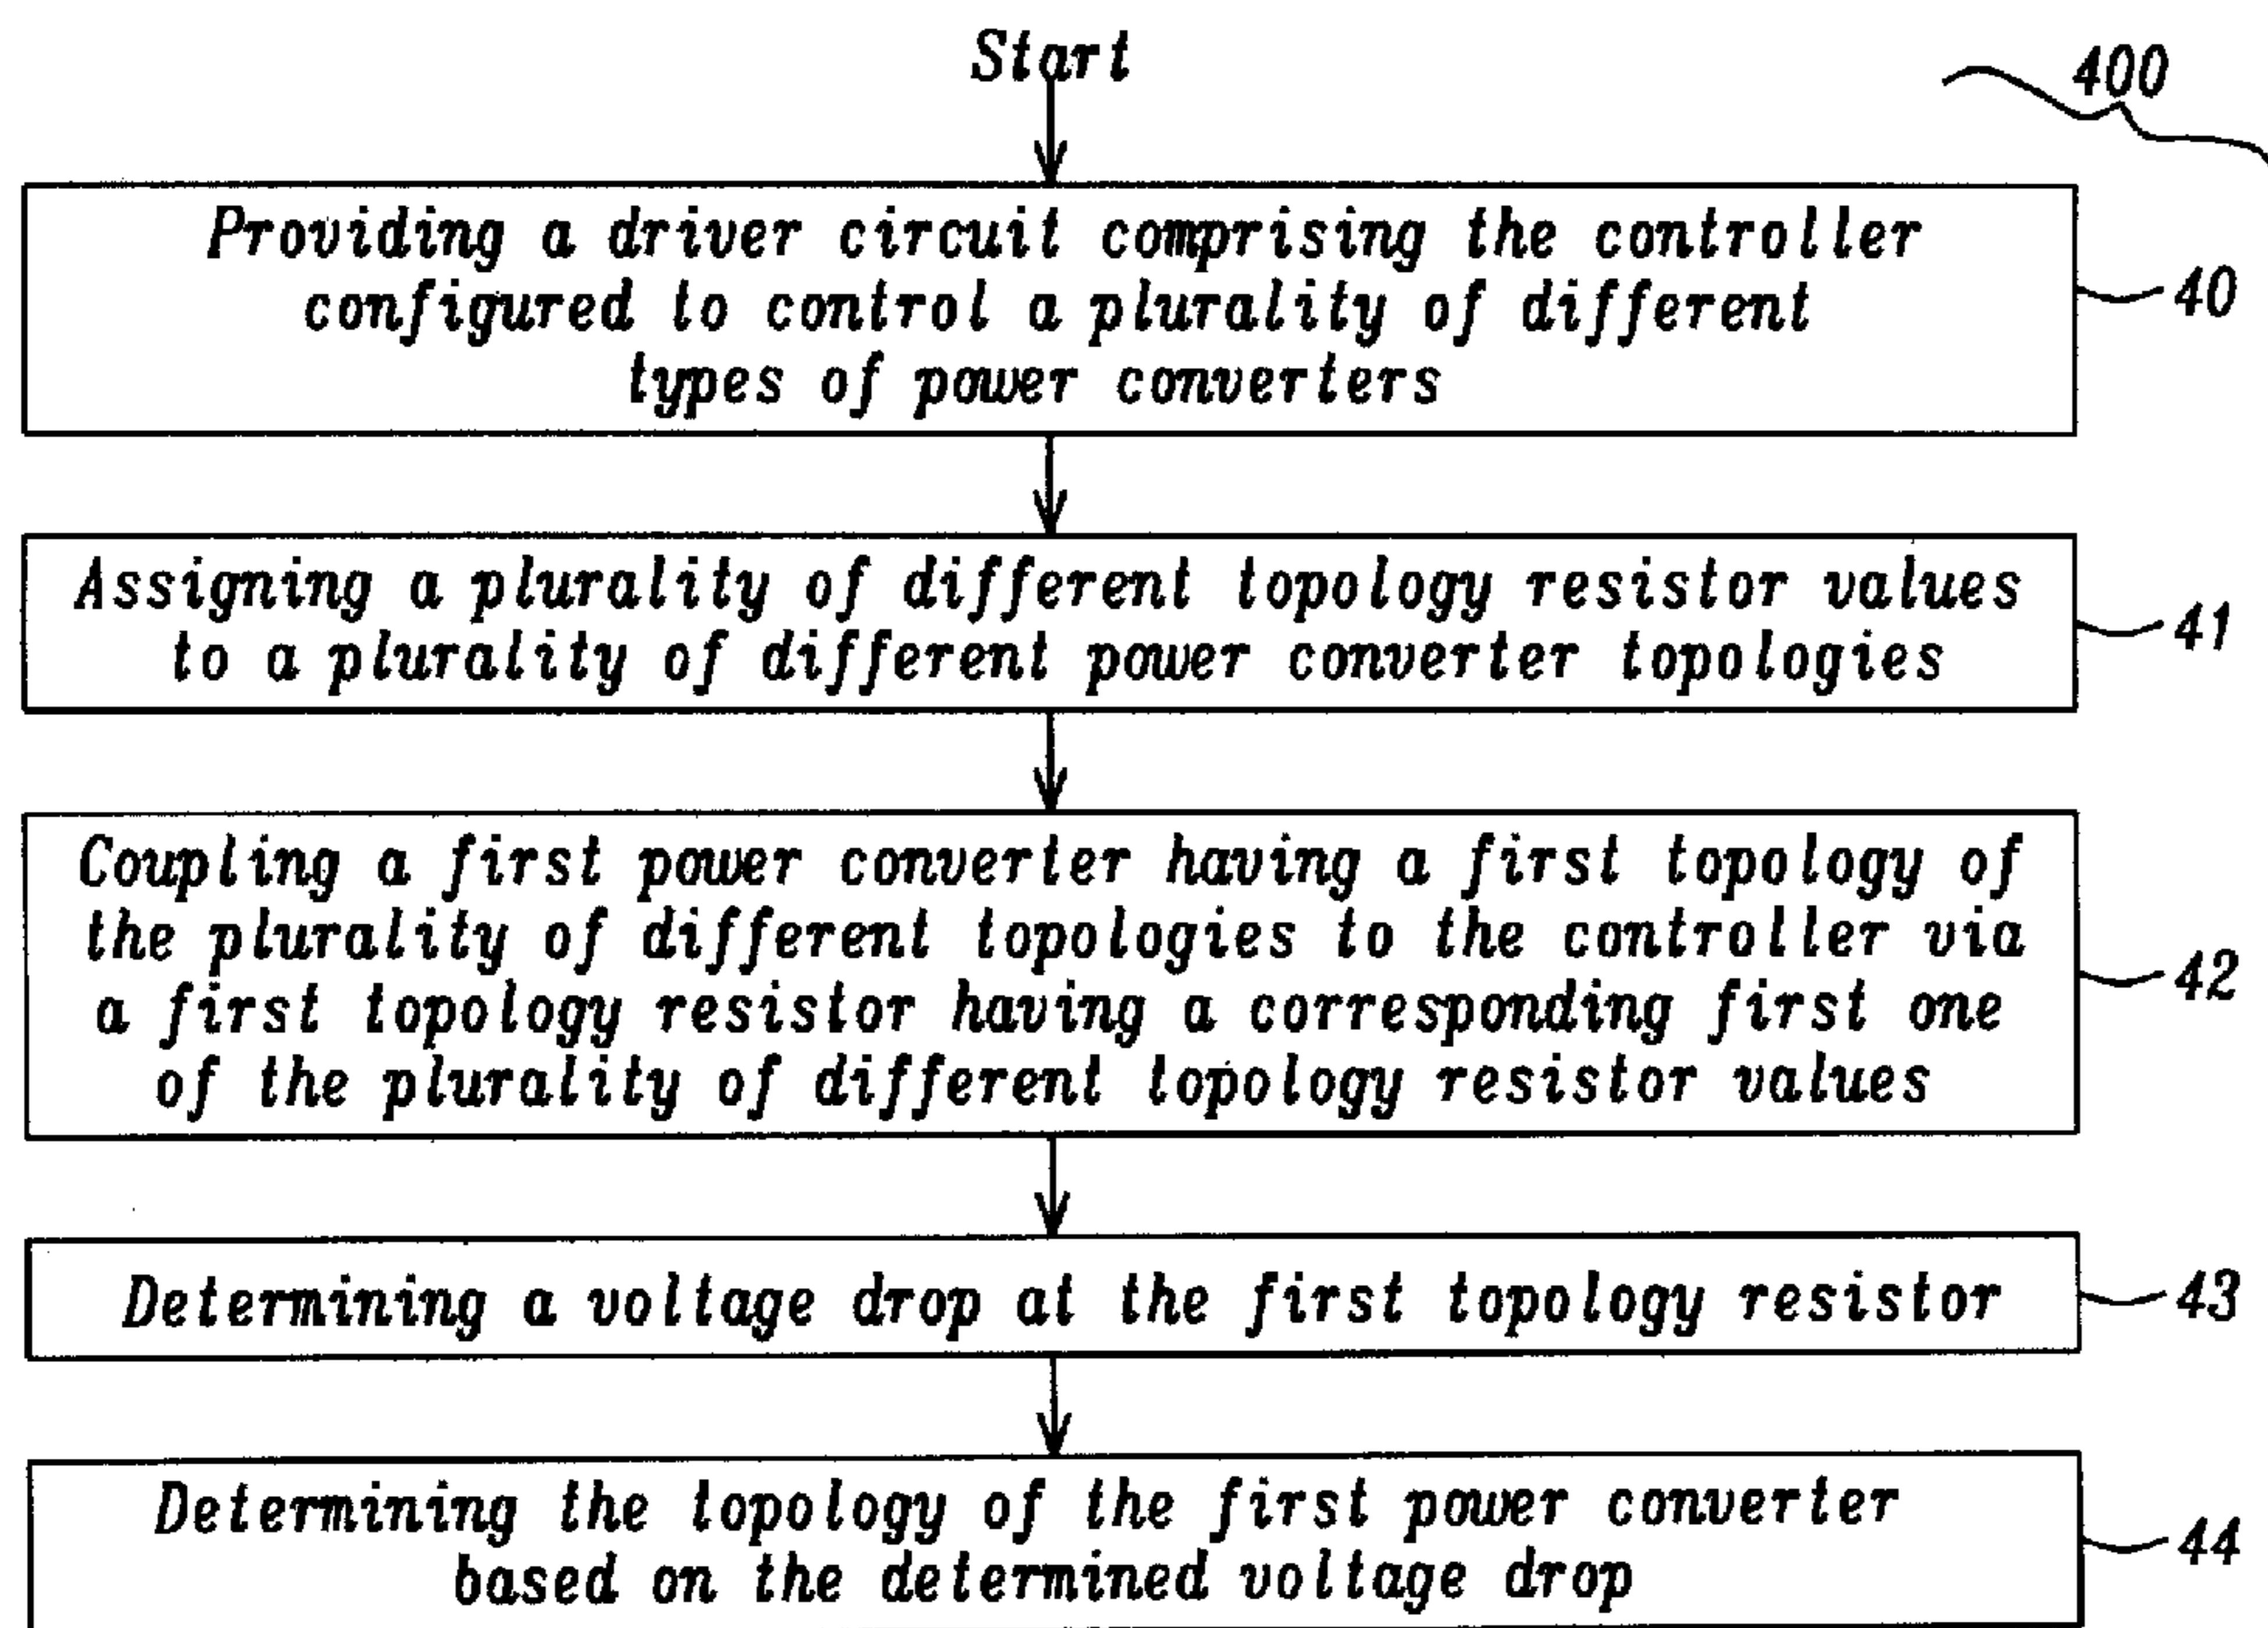 Start
400
Providing a driver circuit comprising the controller
configured to control a plurality of different
types of power converters
40
Assigning a plurality of different topology resistor values
to a plurality of different power converter topologies
41
Coupling a first power converter having a first topology of
the plurality of different topologies to the controller via
a first topology resistor having a corresponding first one
of the plurality of different topology resistor values
42
Determining a voltage drop at the first topology resistor
43
Determining the topology of the first power converter
based on the determined voltage drop
44